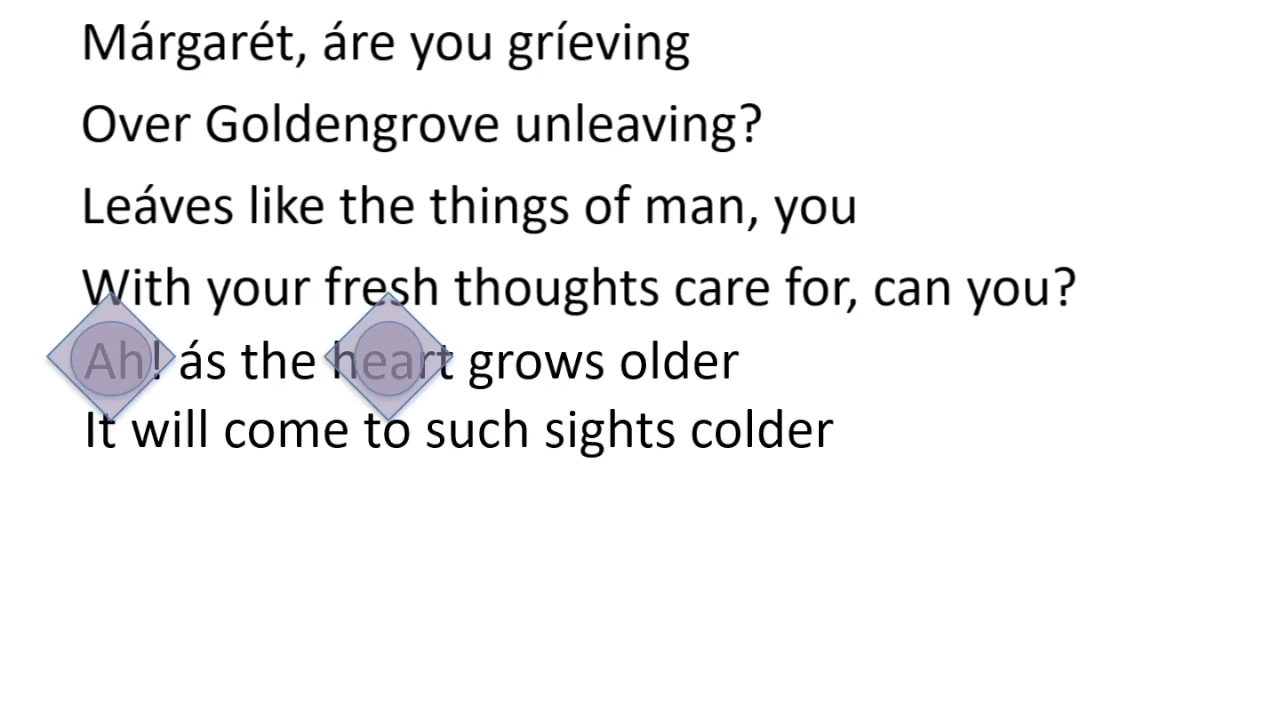 Márgarét, áre you gríeving
Over Goldengrove unleaving?
Leáves like the things of man, you
With your fresh thoughts care for, can you?
Ah! ás the heart grows older
It will come to such sights colder